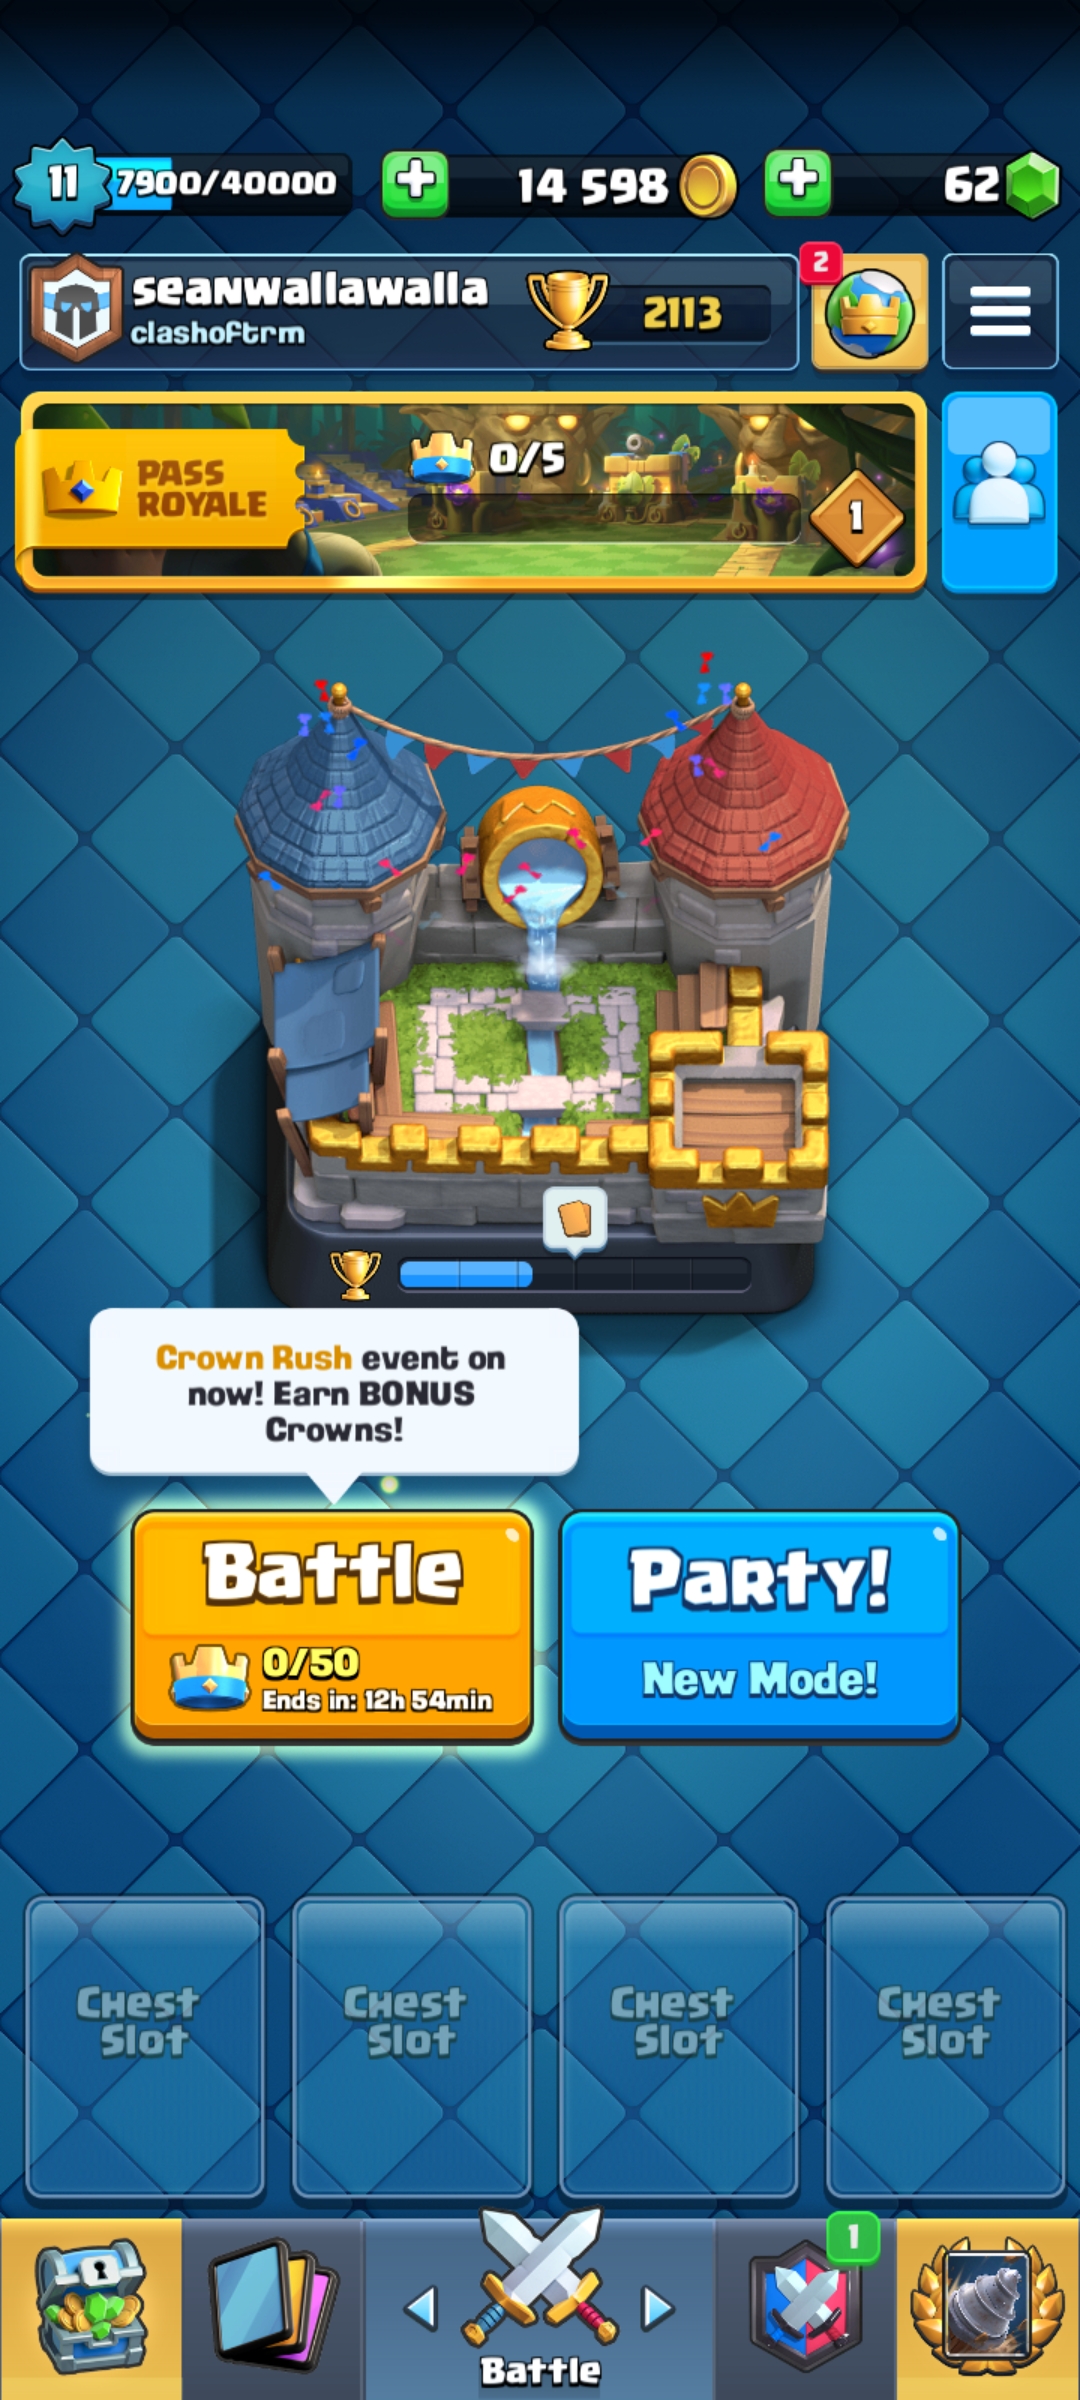 11
7900/40000
14 598
62
seanwallawalla
2113
clashoftrm
2
PASS
ROYALE
0/5
1
Crown Rush event on
now! Earn BONUS
Crowns!
Battle
0/50
Ends in: 12h 54min
Party!
New Mode!
Chest
Slot
Chest
Slot
Chest
Slot
Chest
Slot
1
Battle